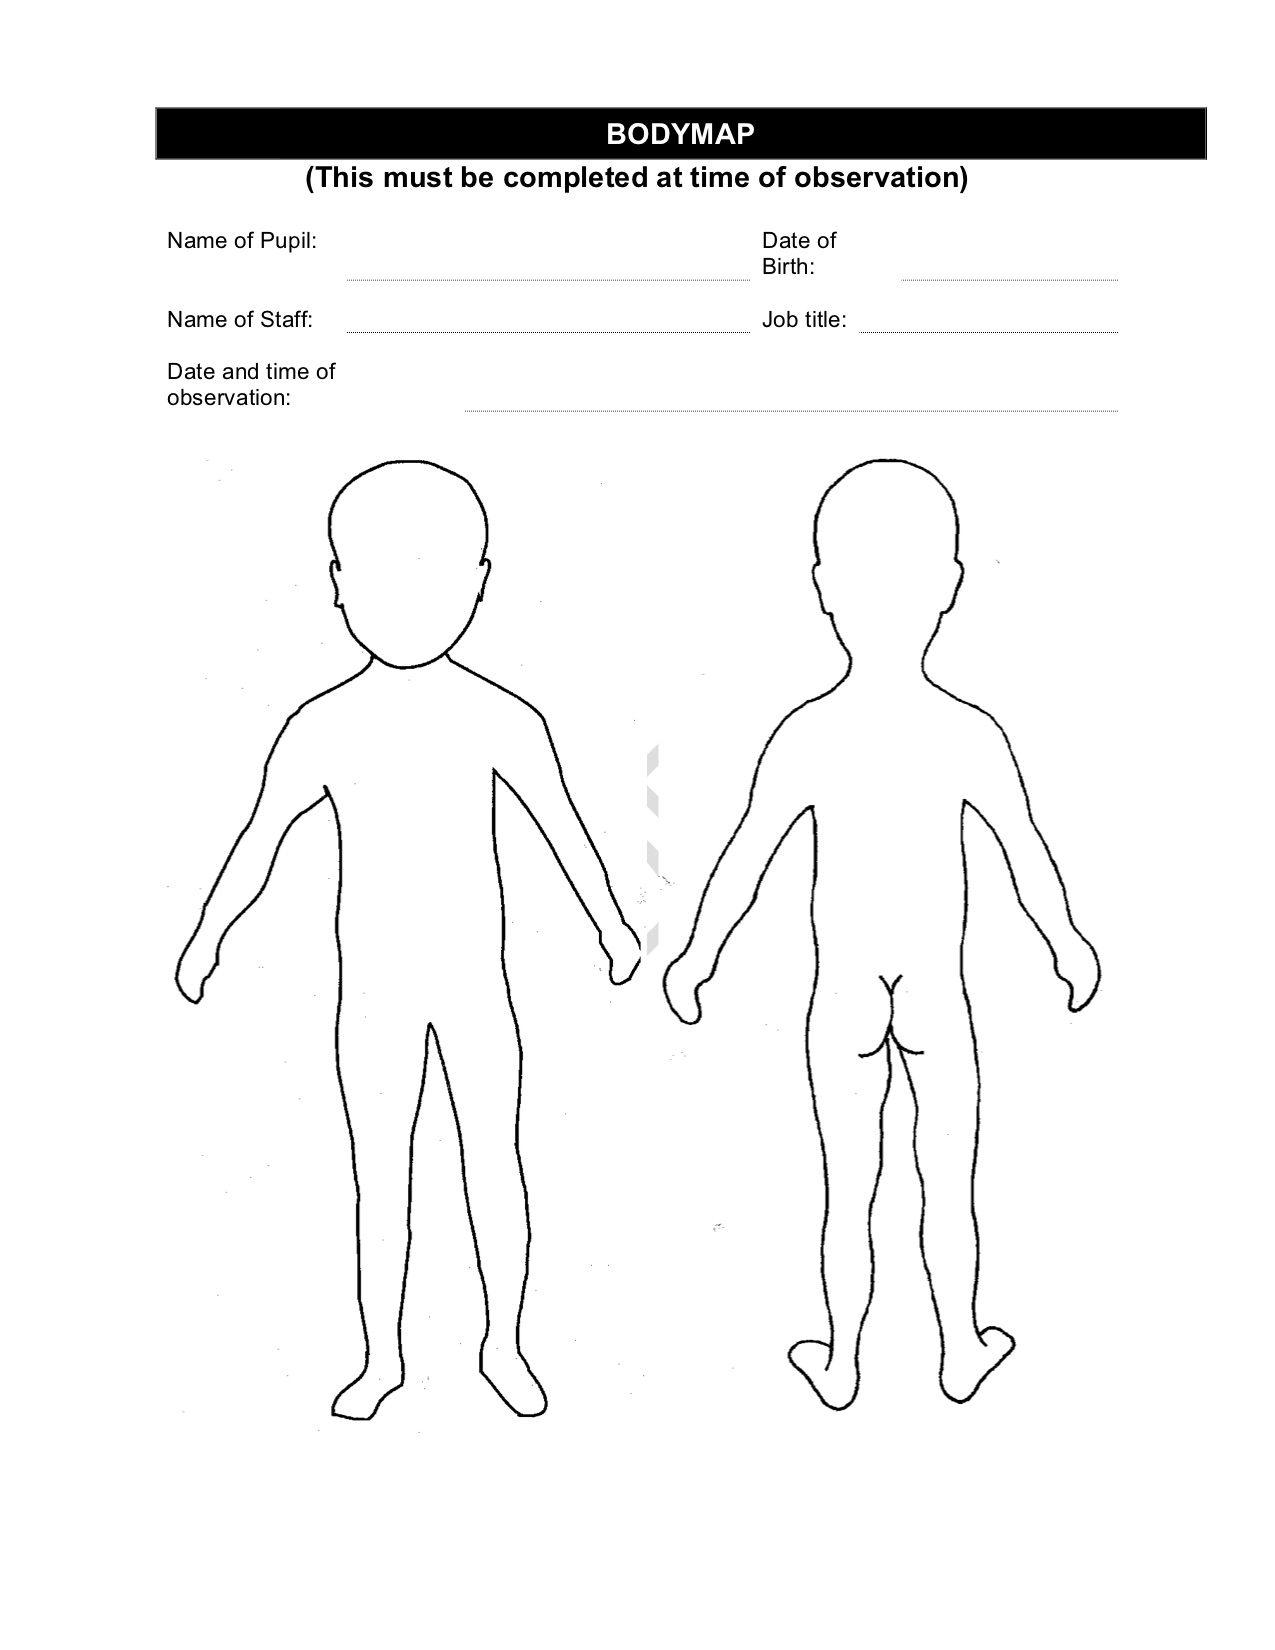 BODYMAP
(This must be completed at time of observation)
Name of Pupil:
Date of
Birth:
Name of Staff:
Job title:
Date and time of
observation: